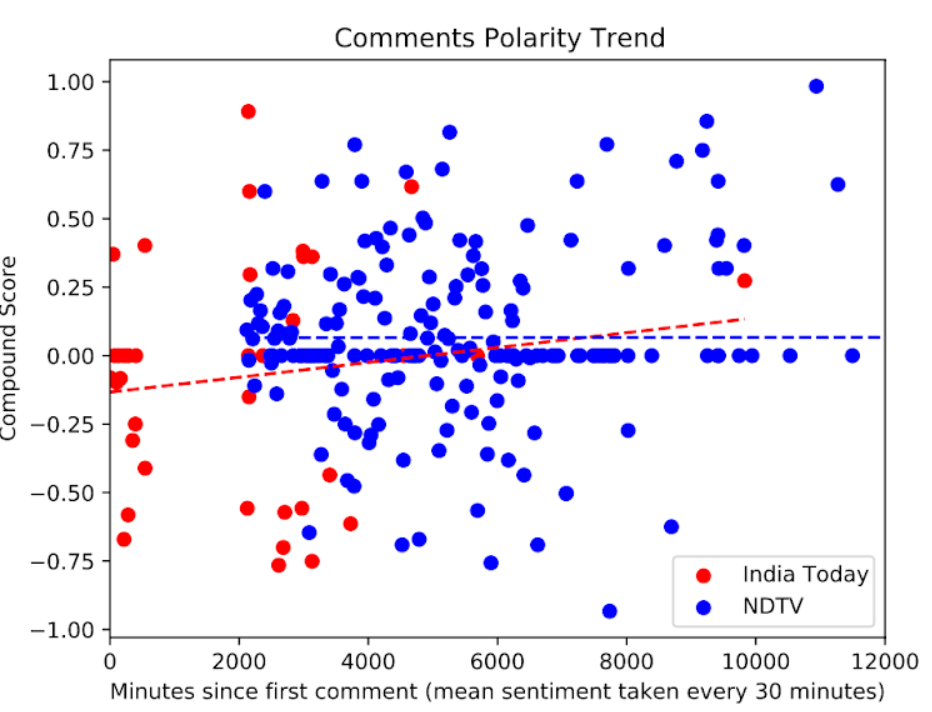 Comments Polarity Trend
1.00
0.75
0.50
0.25
0.00
−0.25
−0.50
−0.75
−1.00
Compound Score
India Today
NDTV
0 2000 4000 6000 8000 10000 12000
Minutes since first comment (mean sentiment taken every 30 minutes)